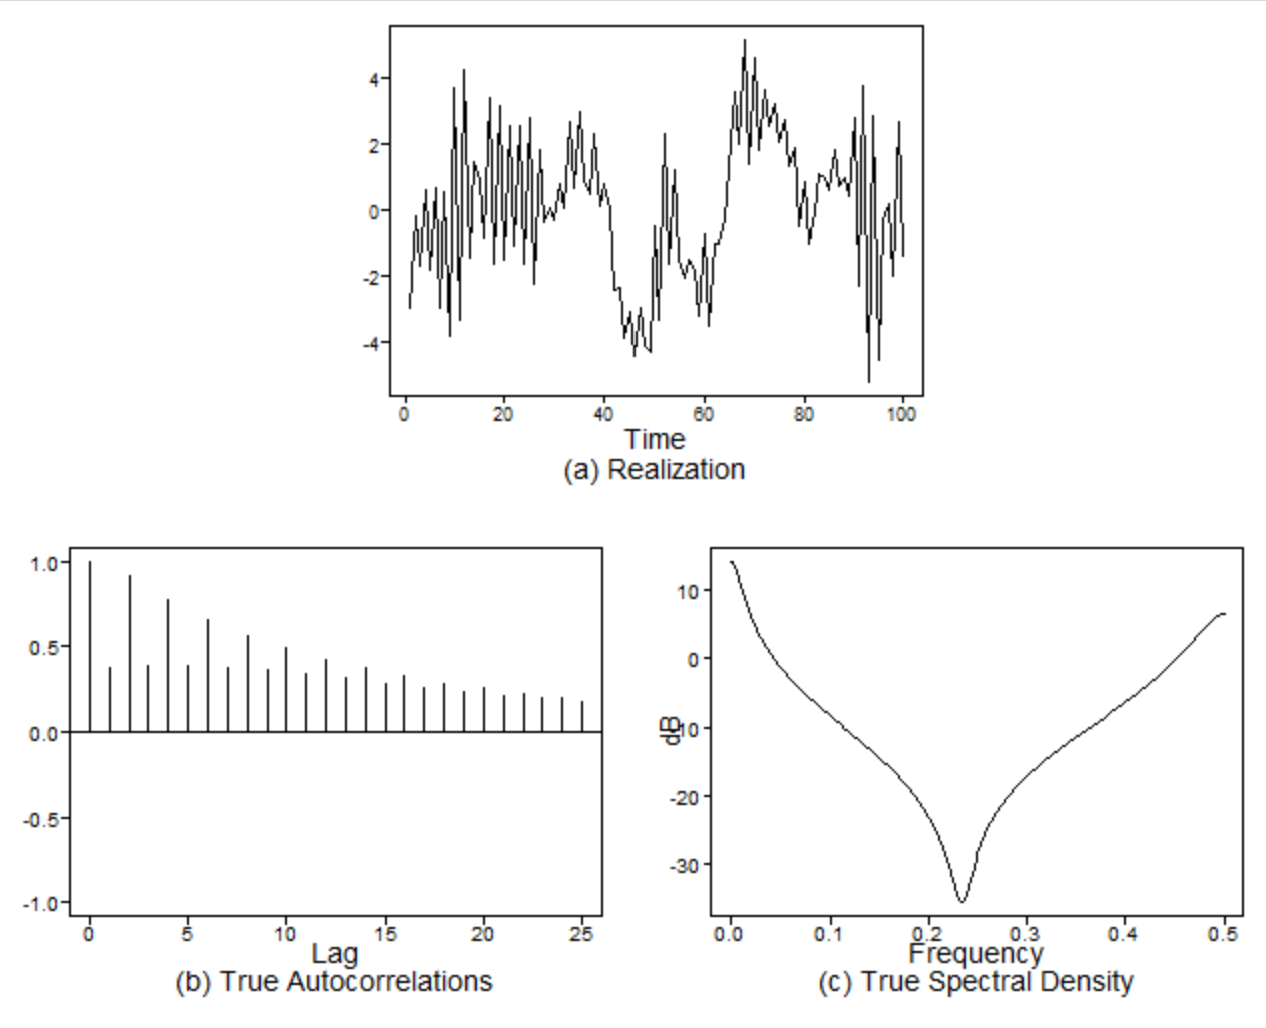 4
2
0
-2
-4
0 20 40 60 80 100
Time
(a) Realization
1.0
0.5
0.0
-0.5
-1.0
0 5 10 15 20 25
Lag
(b) True Autocorrelations
10
0
-10
-20
-30
dB
0.0 0.1 0.2 0.3 0.4 0.5
Frequency
(c) True Spectral Density